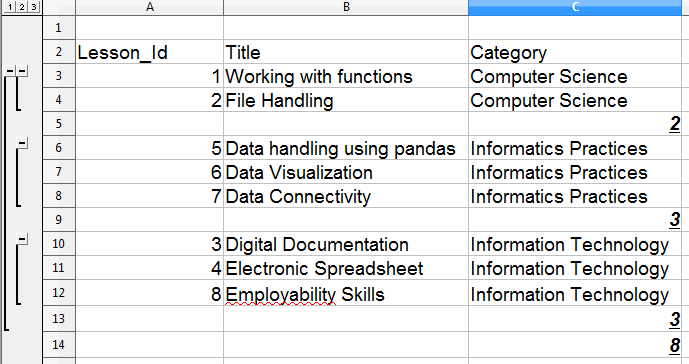 1 2 3 A B C
1
2 Lesson_Id Title Category
3 1 Working with functions Computer Science
4 2 File Handling Computer Science
5 2
6 5 Data handling using pandas Informatics Practices
7 6 Data Visualization Informatics Practices
8 7 Data Connectivity Informatics Practices
9 3
10 3 Digital Documentation Information Technology
11 4 Electronic Spreadsheet Information Technology
12 8 Employability Skills Information Technology
13 3
14 8